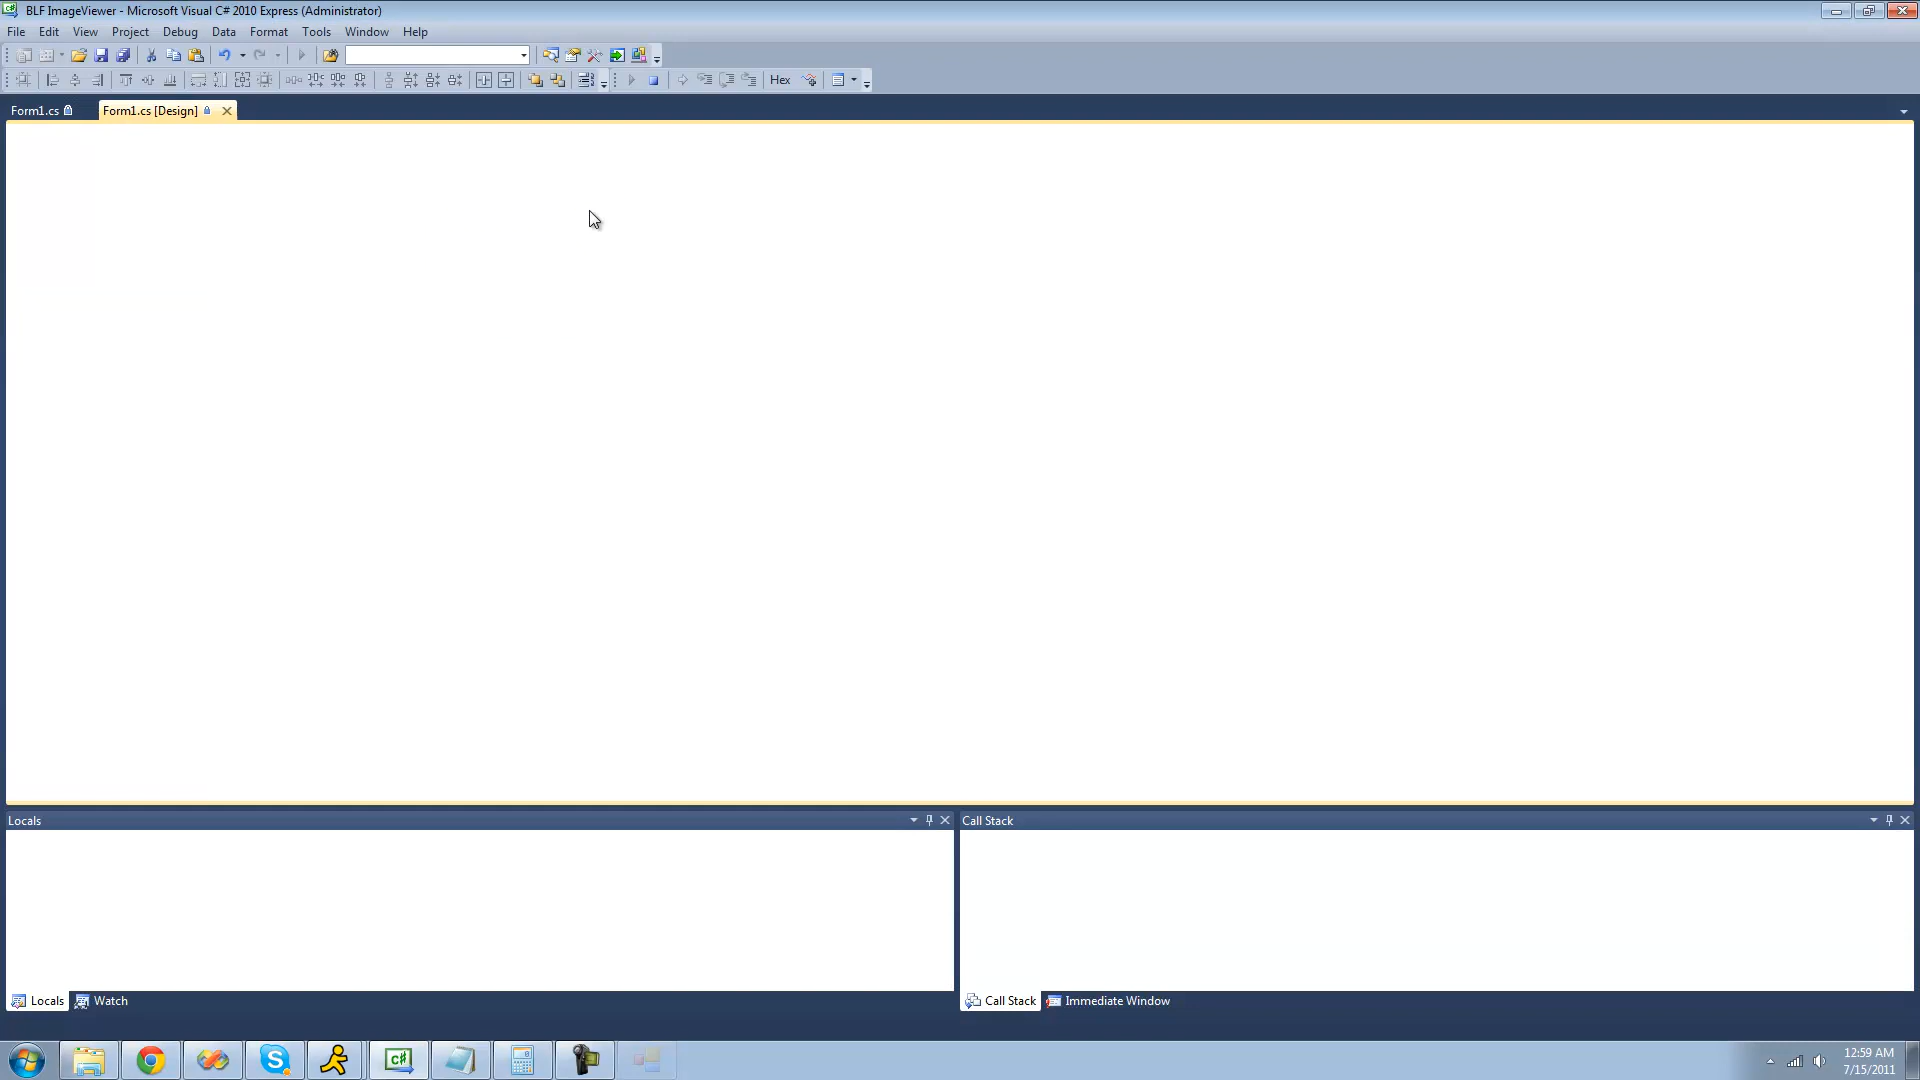 BLF ImageViewer - Microsoft Visual C# 2010 Express (Administrator)
File Edit View Project Debug Data Format Tools Window Help
Hex
Form1.cs Form1.cs [Design]
Locals Call Stack
Locals Watch Call Stack Immediate Window
12:59 AM
7/15/2011